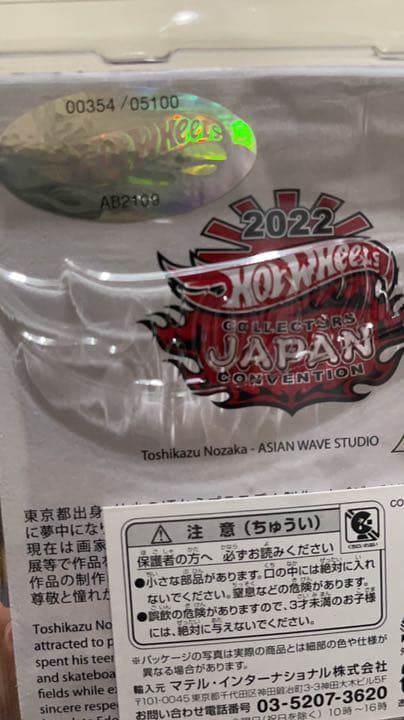 00354 /05100
Hot Wheels
AB2109
2022
Hot Wheels
COLLECTORS
JAPAN
CONVENTION
Toshikazu Nozaka - ASIAN WAVE STUDIO
東京都出身
に夢中になり
現在は画家
展等で作品を
作品の制作
尊敬と憧れか
Toshikazu No
attracted to p
spent his teen
and skateboa
fields while ex
⚠ 注 意（ちゅうい）
保護者の方へ 必ずお読みください
●小さな部品があります。口の中には絶対に入れ
ないでください。窒息などの危険があります。
●誤飲の危険がありますので、3才未満のお子様
には、絶対に与えないでください。
※パッケージの写真は実際の商品とは細部の色や仕様が
異なる場合があります。
輸入元 マテル・インターナショナル株式会社
〒101-0045 東京都千代田区神田鍛冶町3-3-3神田大木ビル5F
お問い合わせ電話 03-5207-3620
CO